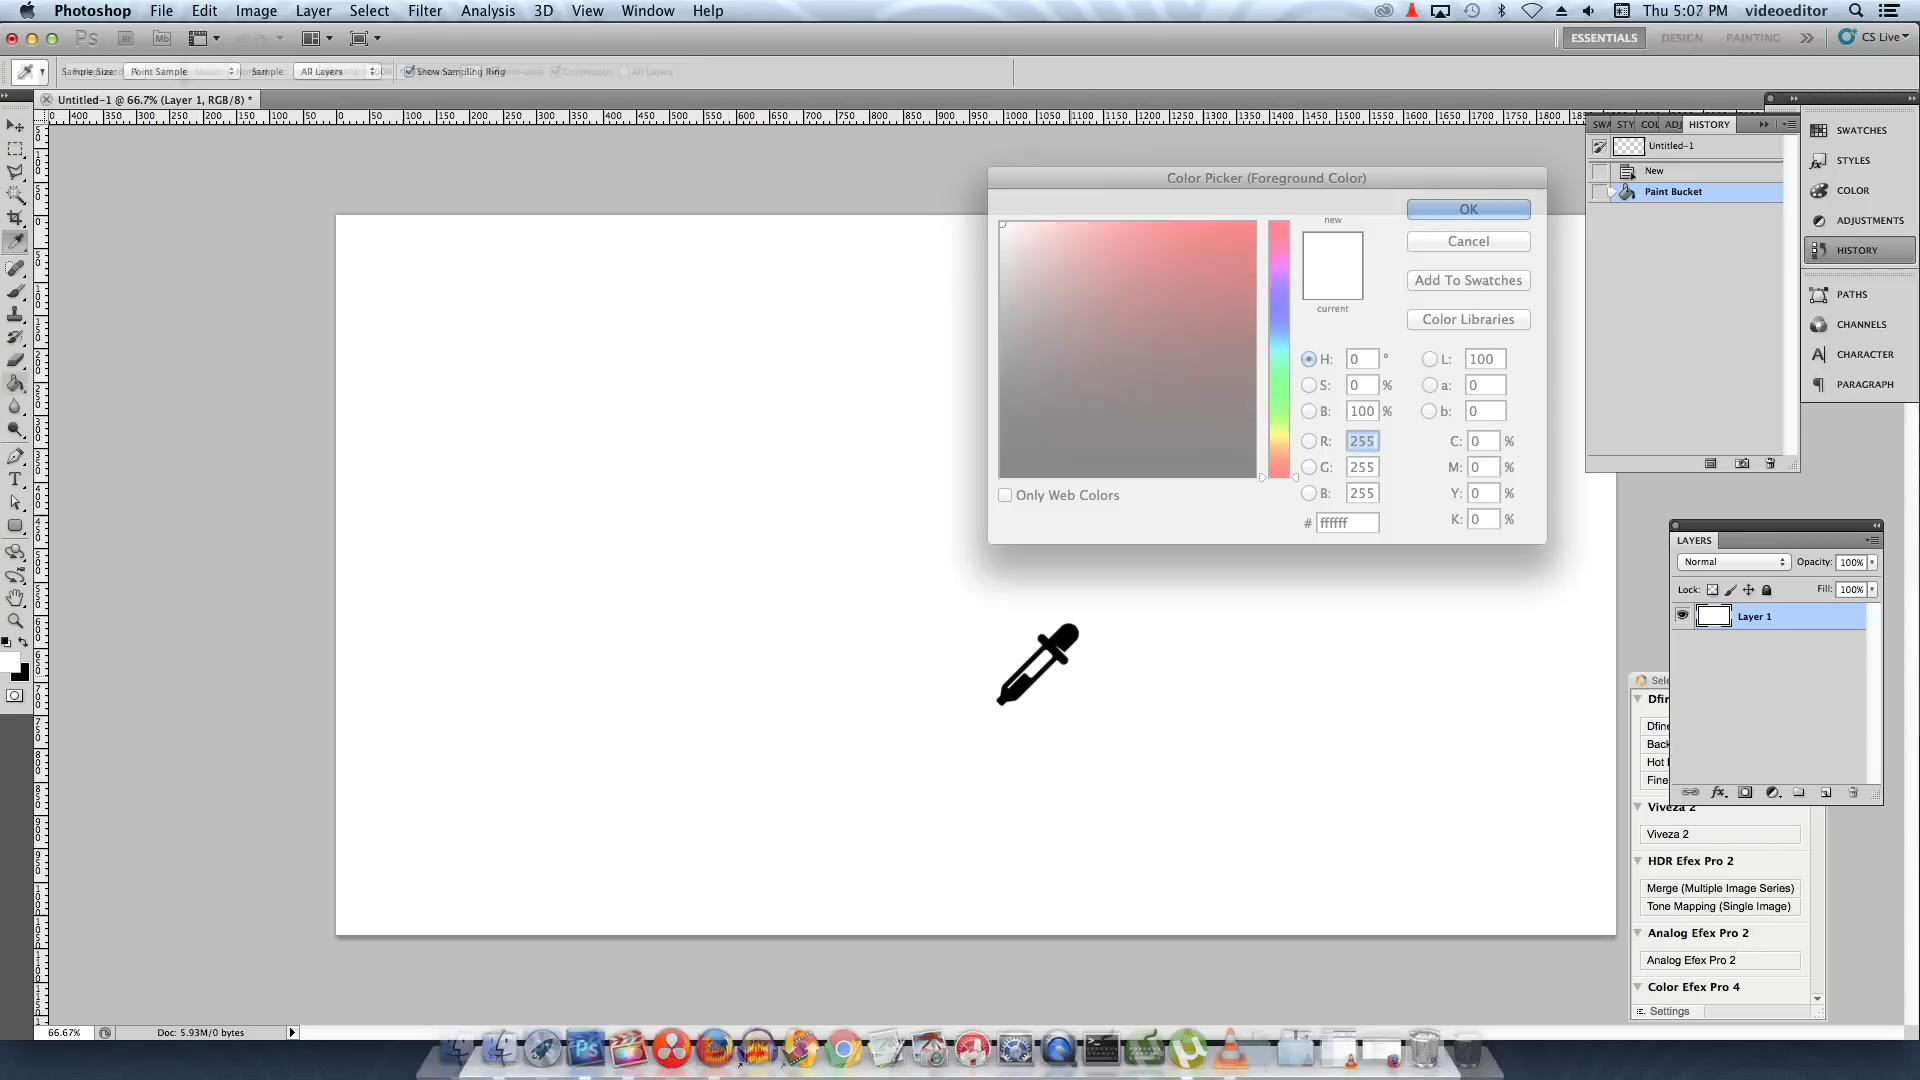 Photoshop File Edit Image Layer Select Filter Analysis 3D View Window Help
Thu 5:07 PM videoeditor
Ps Br Mb
ESSENTIALS DESIGN PAINTING CS Live
Sample Size: Point Sample Sample: All Layers Show Sampling Ring
Untitled-1 @ 66.7% (Layer 1, RGB/8) *
Color Picker (Foreground Color)
new
current
OK
Cancel
Add To Swatches
Color Libraries
H: 0 °
S: 0 %
B: 100 %
R: 255
G: 255
B: 255
# ffffff
L: 100
a: 0
b: 0
C: 0 %
M: 0 %
Y: 0 %
K: 0 %
Only Web Colors
SWA STY COL ADJ HISTORY
Untitled-1
New
Paint Bucket
SWATCHES
STYLES
COLOR
ADJUSTMENTS
HISTORY
PATHS
CHANNELS
CHARACTER
PARAGRAPH
LAYERS
Normal Opacity: 100%
Lock: Fill: 100%
Layer 1
Sele
Dfin
Dfine
Back
Hot
Fine
Viveza 2
Viveza 2
HDR Efex Pro 2
Merge (Multiple Image Series)
Tone Mapping (Single Image)
Analog Efex Pro 2
Analog Efex Pro 2
Color Efex Pro 4
Settings
66.67% Doc: 5.93M/0 bytes